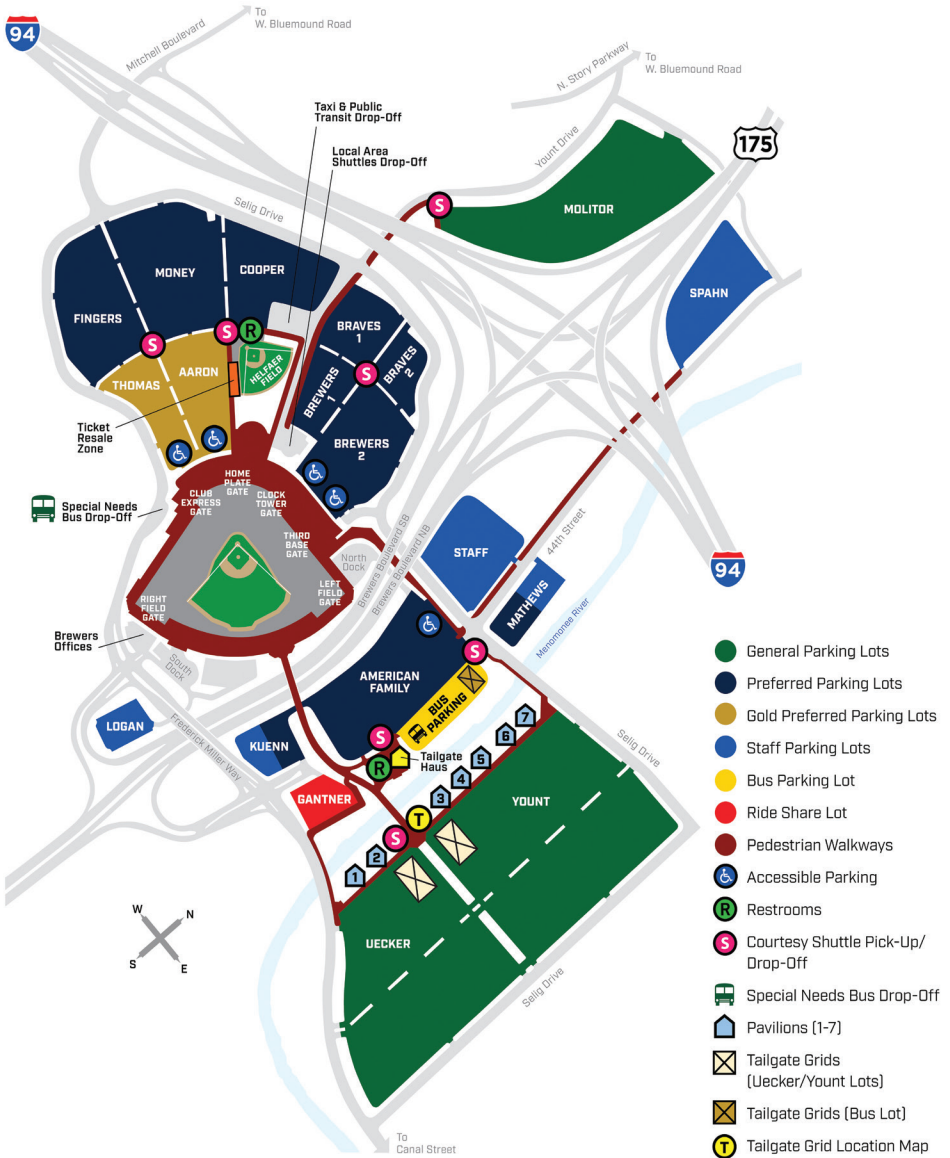 94
To
W. Bluemound Road
Mitchell Boulevard
N. Story Parkway
To
W. Bluemound Road
Taxi & Public
Transit Drop-Off
Local Area
Shuttles Drop-Off
175
Yount Drive
MOLITOR
S
Selig Drive
SPAHN
MONEY
COOPER
FINGERS
S
S
R
BRAVES
1
BRAVES
2
S
BREWERS
1
BREWERS
2
THOMAS
AARON
HELFAER
FIELD
Ticket
Resale
Zone
HOME
PLATE
GATE
CLUB
EXPRESS
GATE
CLOCK
TOWER
GATE
THIRD
BASE
GATE
LEFT
FIELD
GATE
RIGHT
FIELD
GATE
Special Needs
Bus Drop-Off
North
Dock
Brewers Boulevard SB
Brewers Boulevard NB
STAFF
44th Street
94
MATHEWS
Menomonee River
Brewers
Offices
South
Dock
LOGAN
Frederick Miller Way
KUENN
AMERICAN
FAMILY
S
BUS
PARKING
S
R
Tailgate
Haus
GANTNER
7
6
5
4
3
2
1
T
S
Selig Drive
YOUNT
UECKER
Selig Drive
W
N
S
E
To
Canal Street
General Parking Lots
Preferred Parking Lots
Gold Preferred Parking Lots
Staff Parking Lots
Bus Parking Lot
Ride Share Lot
Pedestrian Walkways
Accessible Parking
R Restrooms
S Courtesy Shuttle Pick-Up/
Drop-Off
Special Needs Bus Drop-Off
Pavilions (1-7)
Tailgate Grids
(Uecker/Yount Lots)
Tailgate Grids (Bus Lot)
T Tailgate Grid Location Map